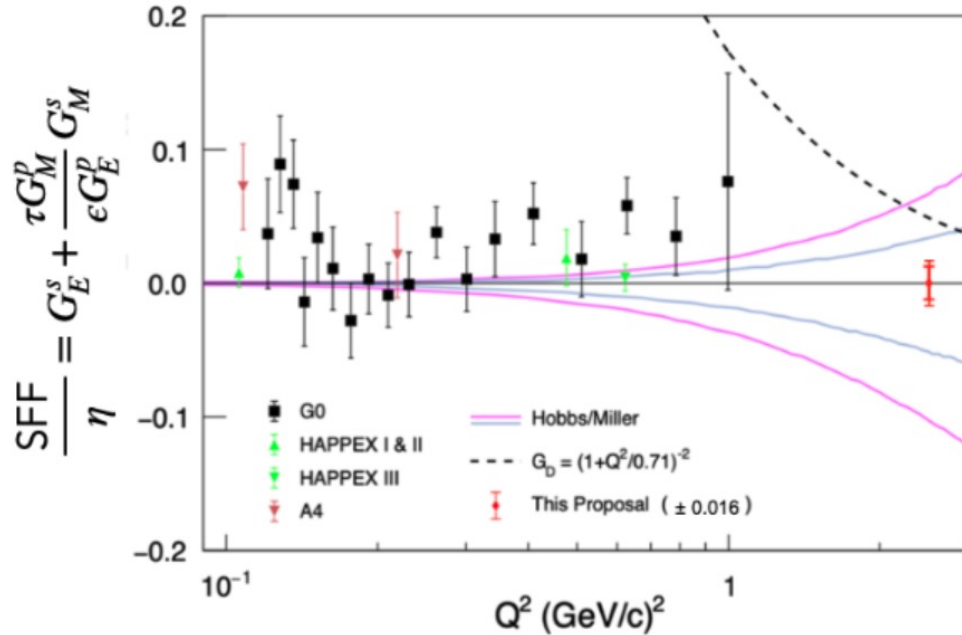 SFF/η = G_E^s + τG_M^p/ϵG_E^p G_M^s
0.2
0.1
0.0
−0.1
−0.2
G0
HAPPEX I & II
HAPPEX III
A4
Hobbs/Miller
G_D = (1+Q²/0.71)⁻²
This Proposal ( ± 0.016 )
10⁻¹
1
Q² (GeV/c)²